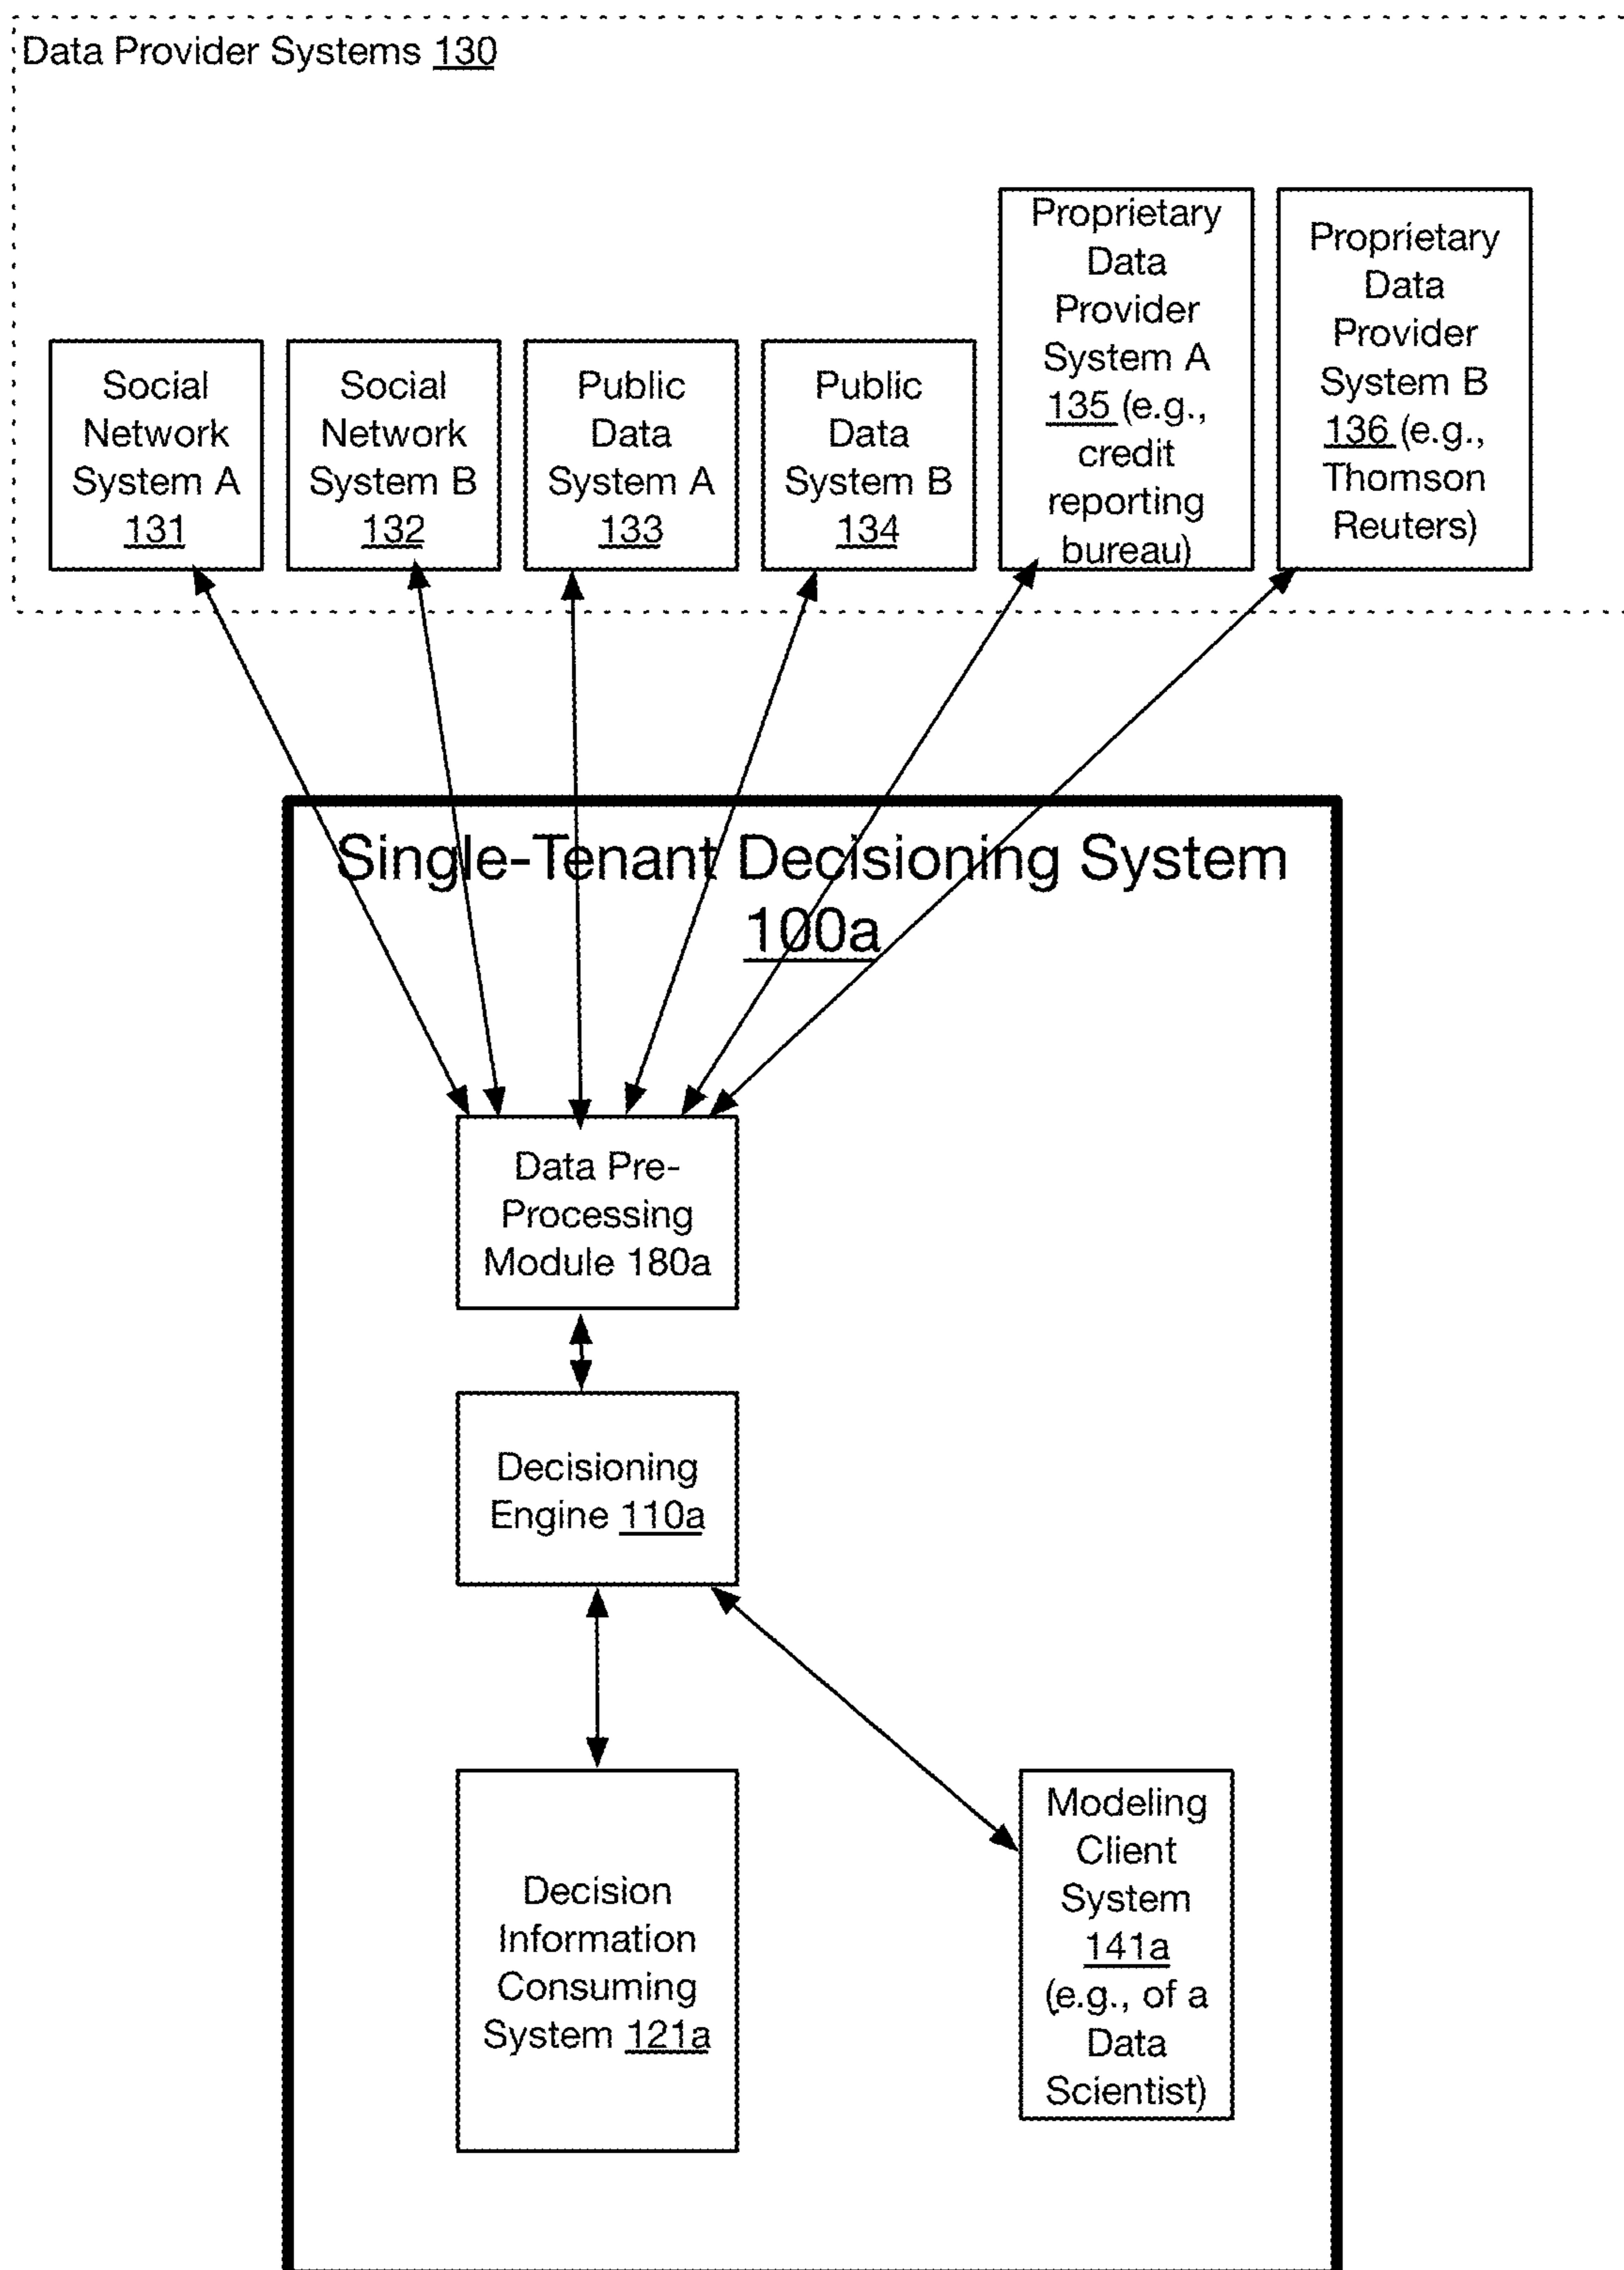 Data Provider Systems 130
Social
Network
System A
131
Social
Network
System B
132
Public
Data
System A
133
Public
Data
System B
134
Proprietary
Data
Provider
System A
135 (e.g.,
credit
reporting
bureau)
Proprietary
Data
Provider
System B
136 (e.g.,
Thomson
Reuters)
Single-Tenant Decisioning System
100a
Data Pre-
Processing
Module 180a
Decisioning
Engine 110a
Decision
Information
Consuming
System 121a
Modeling
Client
System
141a
(e.g., of a
Data
Scientist)